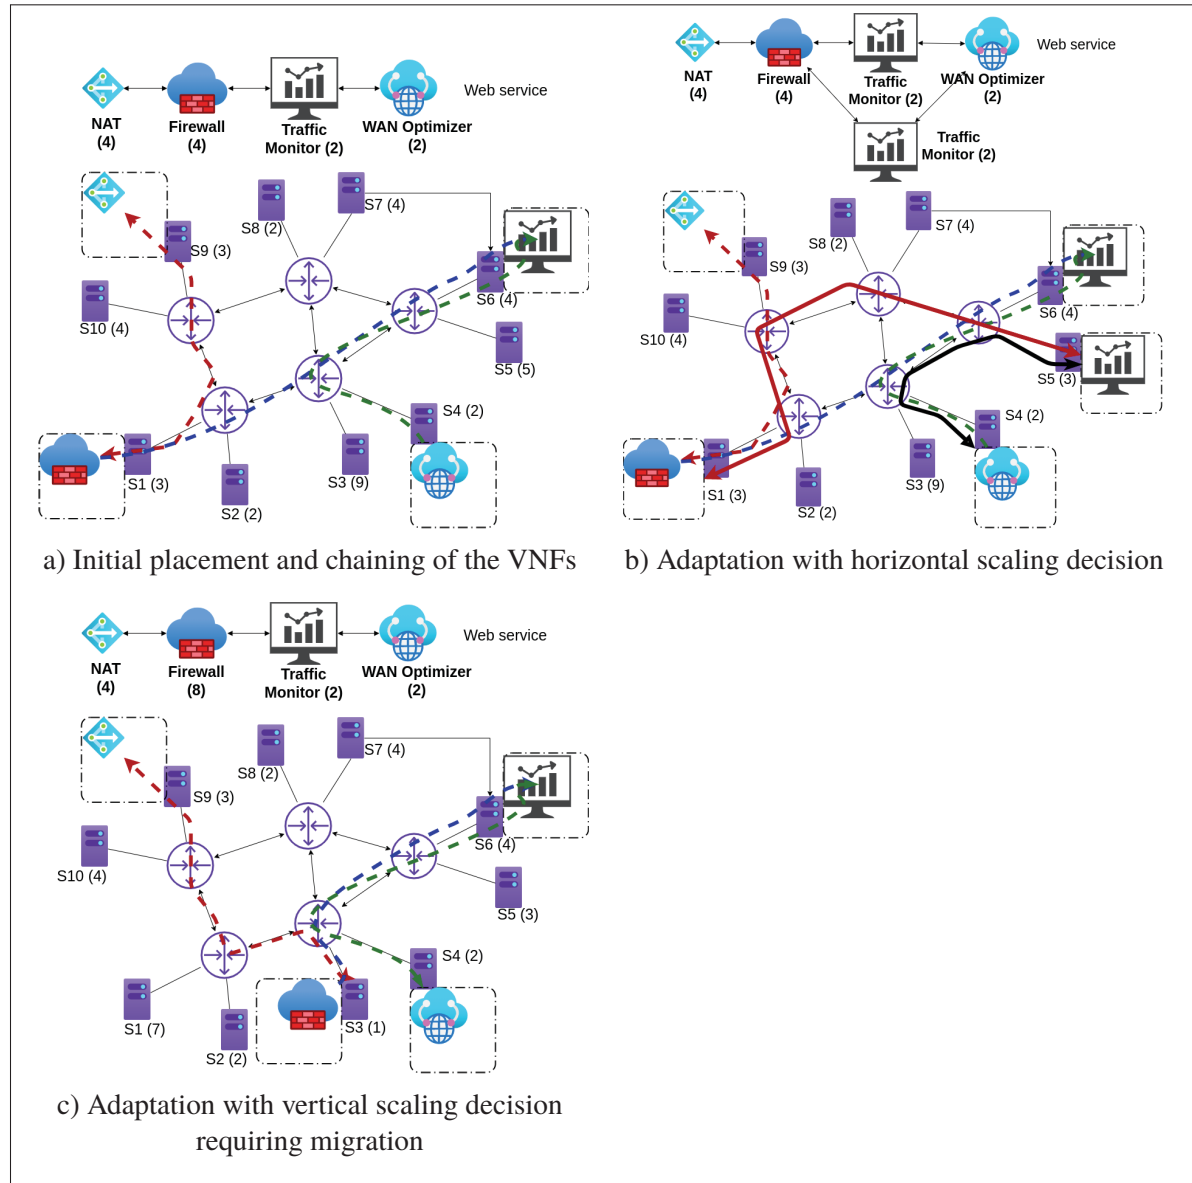 NAT
(4)
Firewall
(4)
Traffic
Monitor (2)
WAN Optimizer
(2)
Web service
S9 (3)
S8 (2)
S7 (4)
S6 (4)
S10 (4)
S5 (5)
S4 (2)
S1 (3)
S2 (2)
S3 (9)
a) Initial placement and chaining of the VNFs
NAT
(4)
Firewall
(4)
Traffic
Monitor (2)
WAN Optimizer
(2)
Web service
Traffic
Monitor (2)
S9 (3)
S8 (2)
S7 (4)
S6 (4)
S10 (4)
S5 (3)
S4 (2)
S1 (3)
S2 (2)
S3 (9)
b) Adaptation with horizontal scaling decision
NAT
(4)
Firewall
(8)
Traffic
Monitor (2)
WAN Optimizer
(2)
Web service
S9 (3)
S8 (2)
S7 (4)
S6 (4)
S10 (4)
S5 (3)
S4 (2)
S1 (7)
S2 (2)
S3 (1)
c) Adaptation with vertical scaling decision
requiring migration